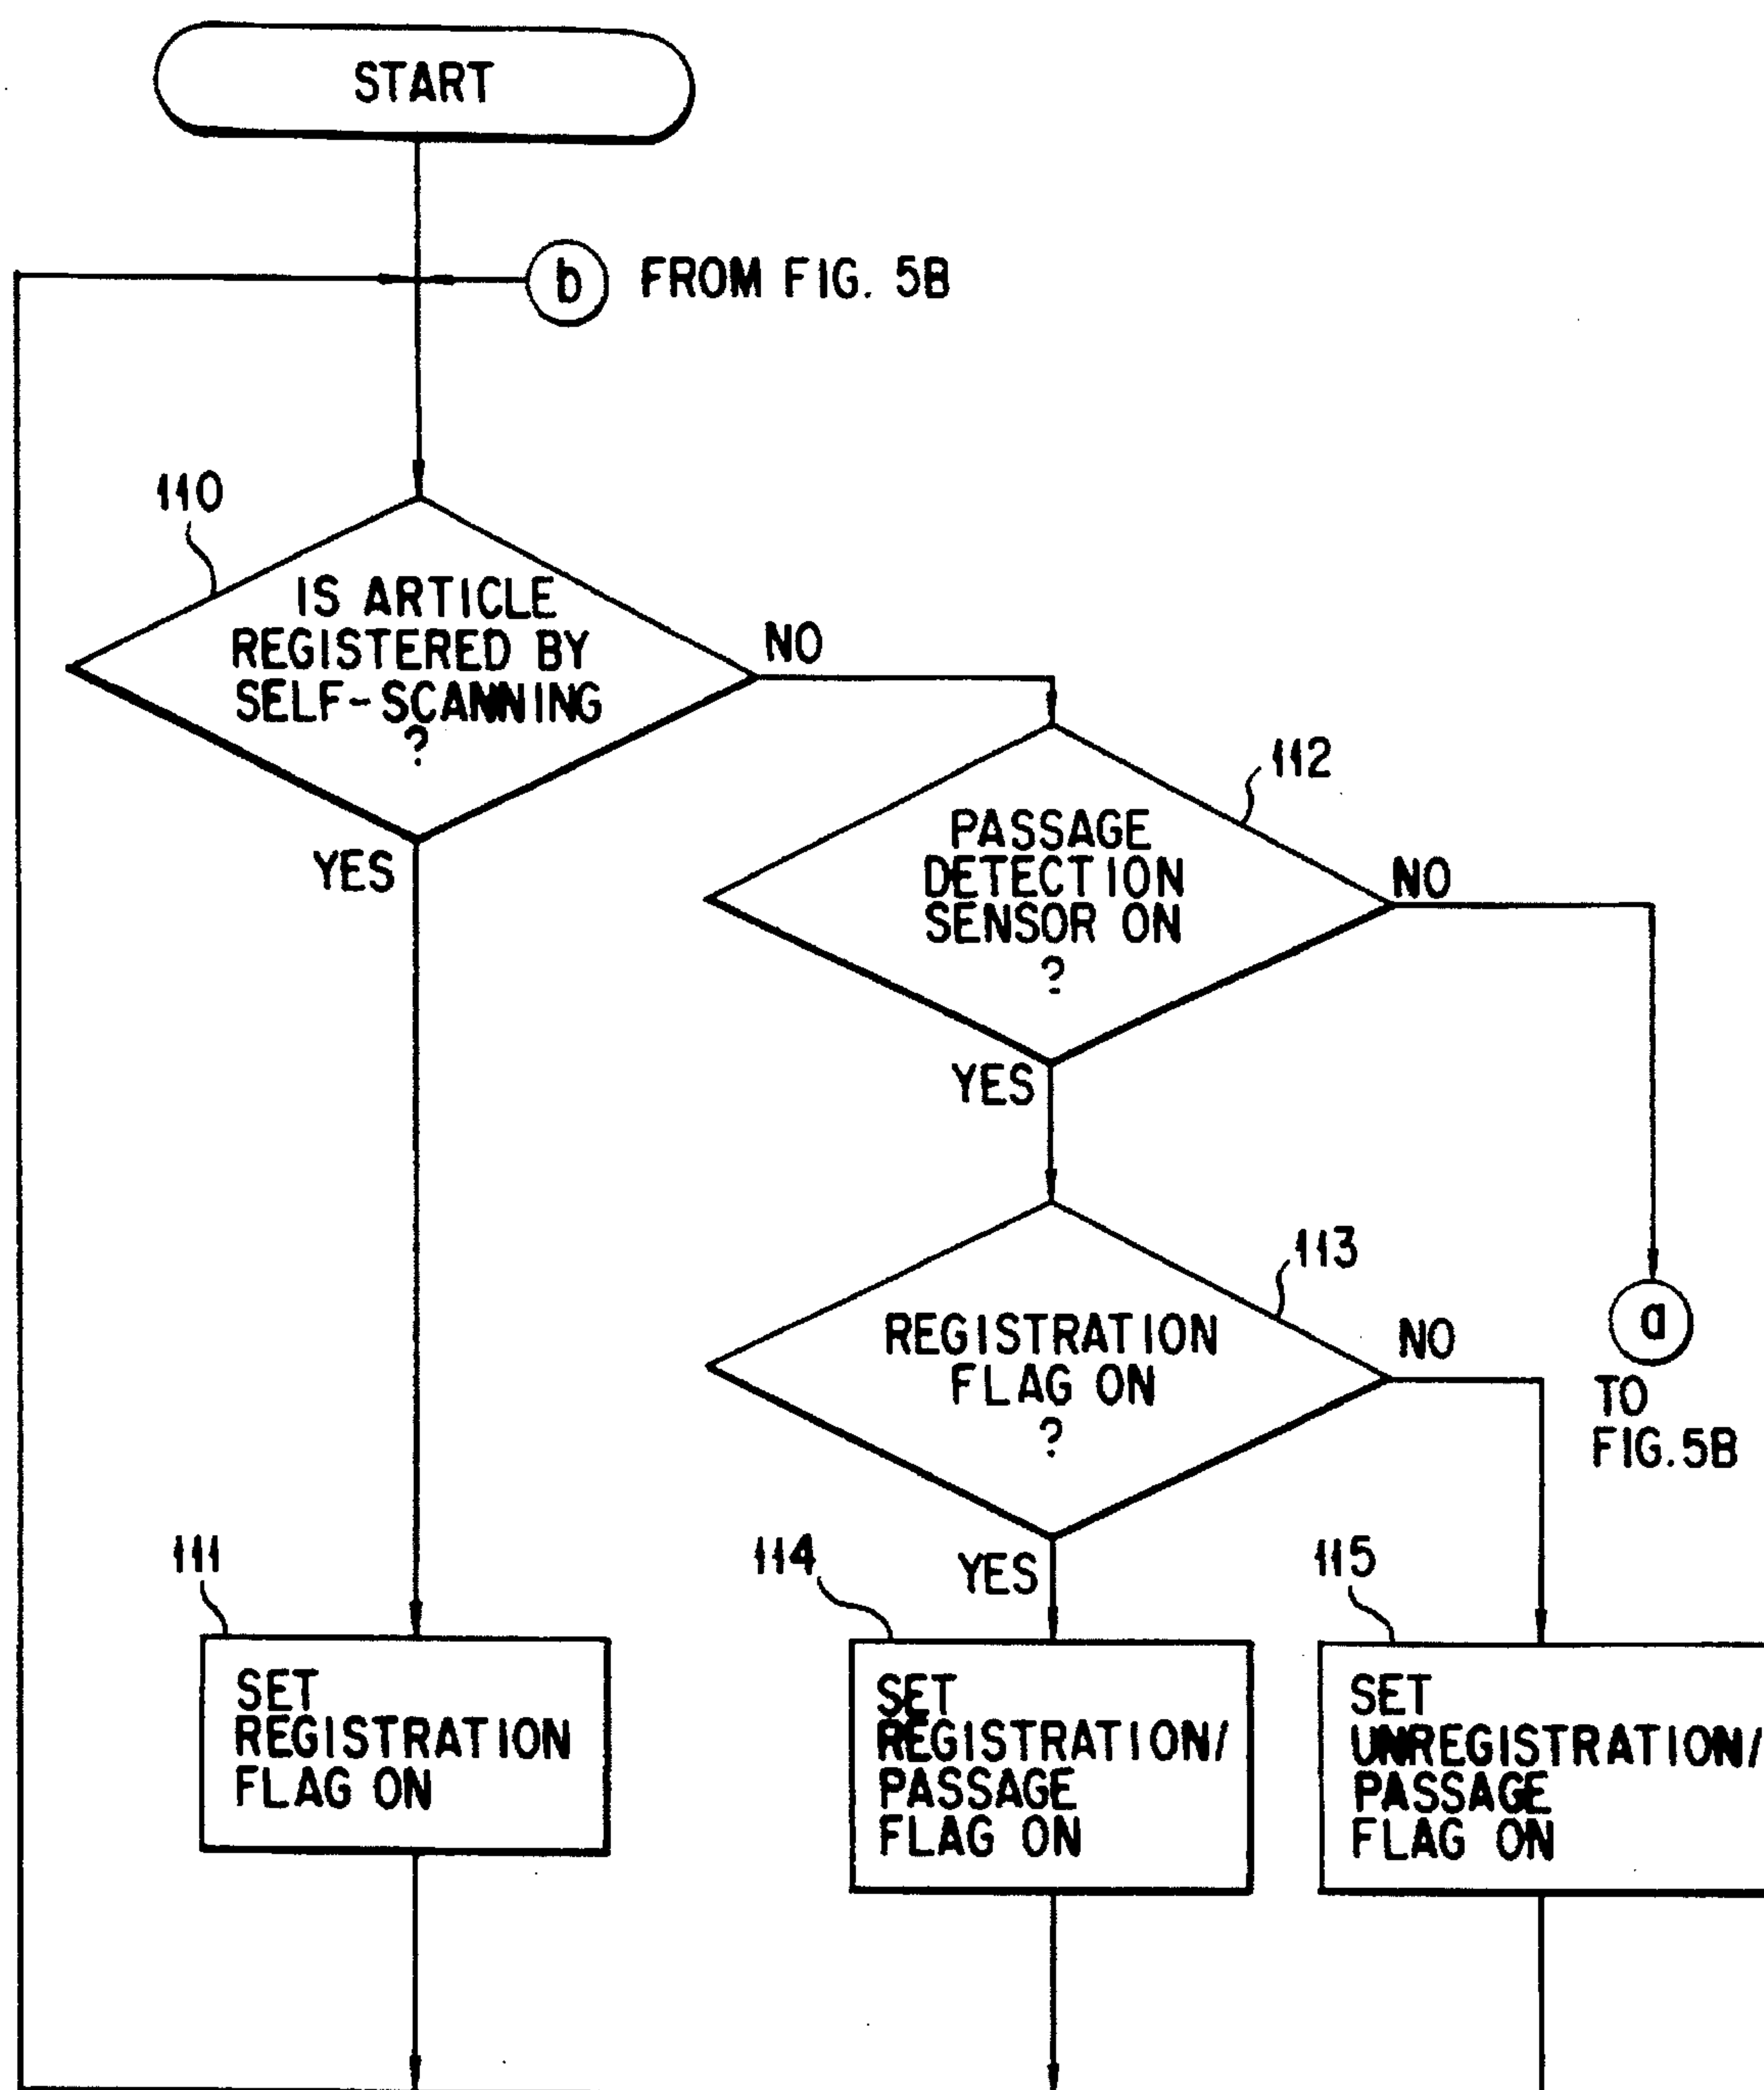 START
b FROM FIG. 5B
110
IS ARTICLE
REGISTERED BY
SELF-SCANNING
?
NO
YES
112
PASSAGE
DETECTION
SENSOR ON
?
NO
YES
113
REGISTRATION
FLAG ON
?
NO
YES
a
TO
FIG.5B
111
SET
REGISTRATION
FLAG ON
114
SET
REGISTRATION/
PASSAGE
FLAG ON
115
SET
UNREGISTRATION/
PASSAGE
FLAG ON